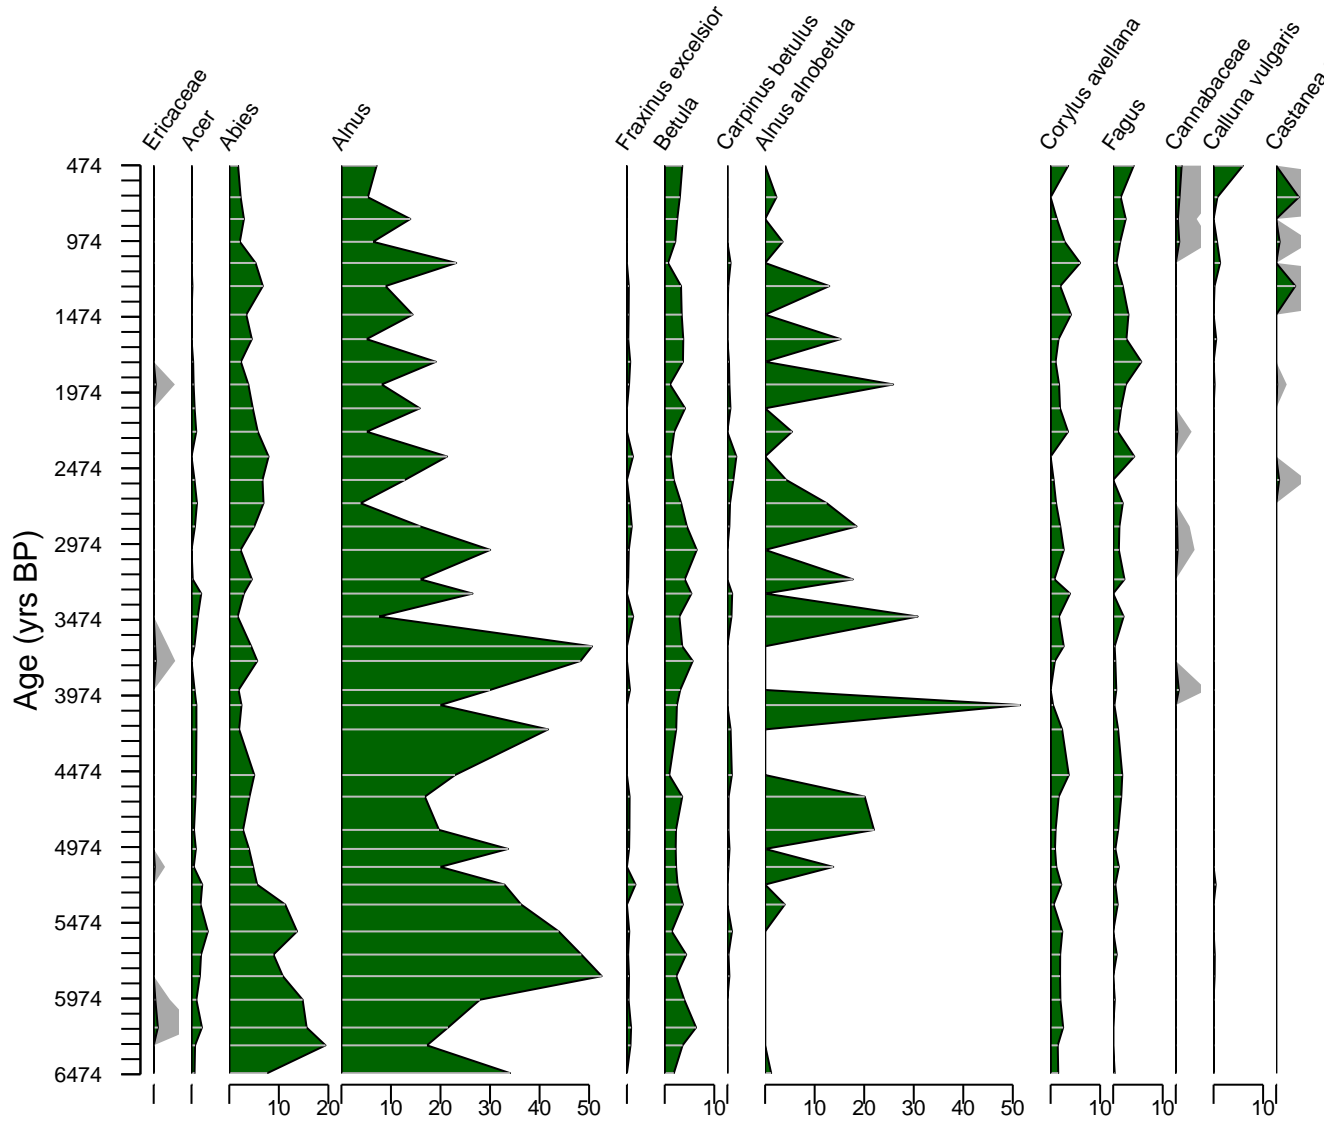 Ericaceae
Acer
Abies
Alnus
Fraxinus excelsior
Betula
Carpinus betulus
Alnus alnobetula
Corylus avellana
Fagus
Cannabaceae
Calluna vulgaris
Castanea
Age (yrs BP)
474
974
1474
1974
2474
2974
3474
3974
4474
4974
5474
5974
6474
10 20 10 20 30 40 50 10 10 20 30 40 50 10 10 10